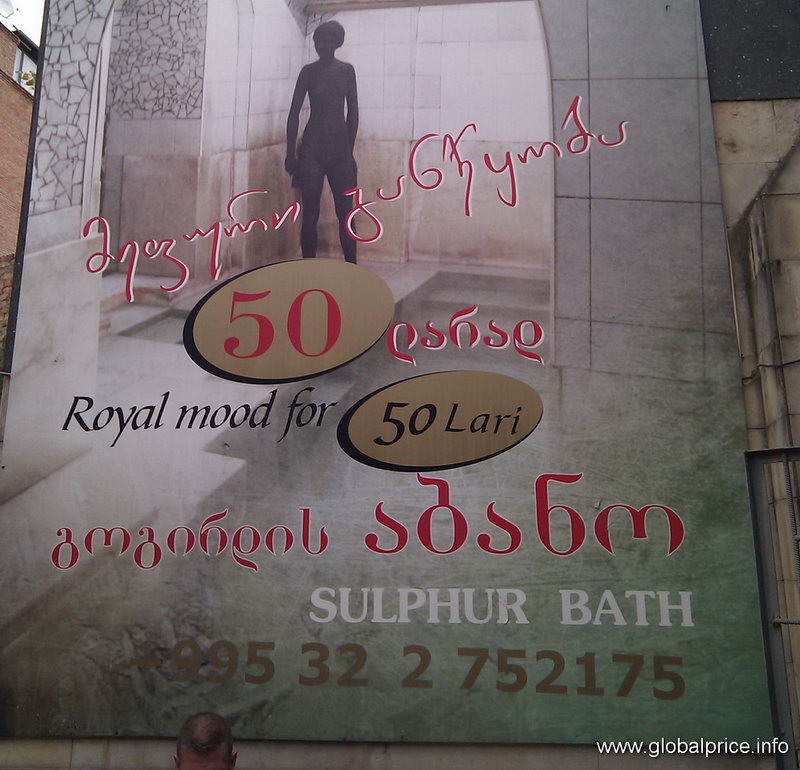 მეფური განწყობა
50 ლარად
Royal mood for 50 Lari
გოგირდის აბანო
SULPHUR BATH
+995 32 2 752175
www.globalprice.info